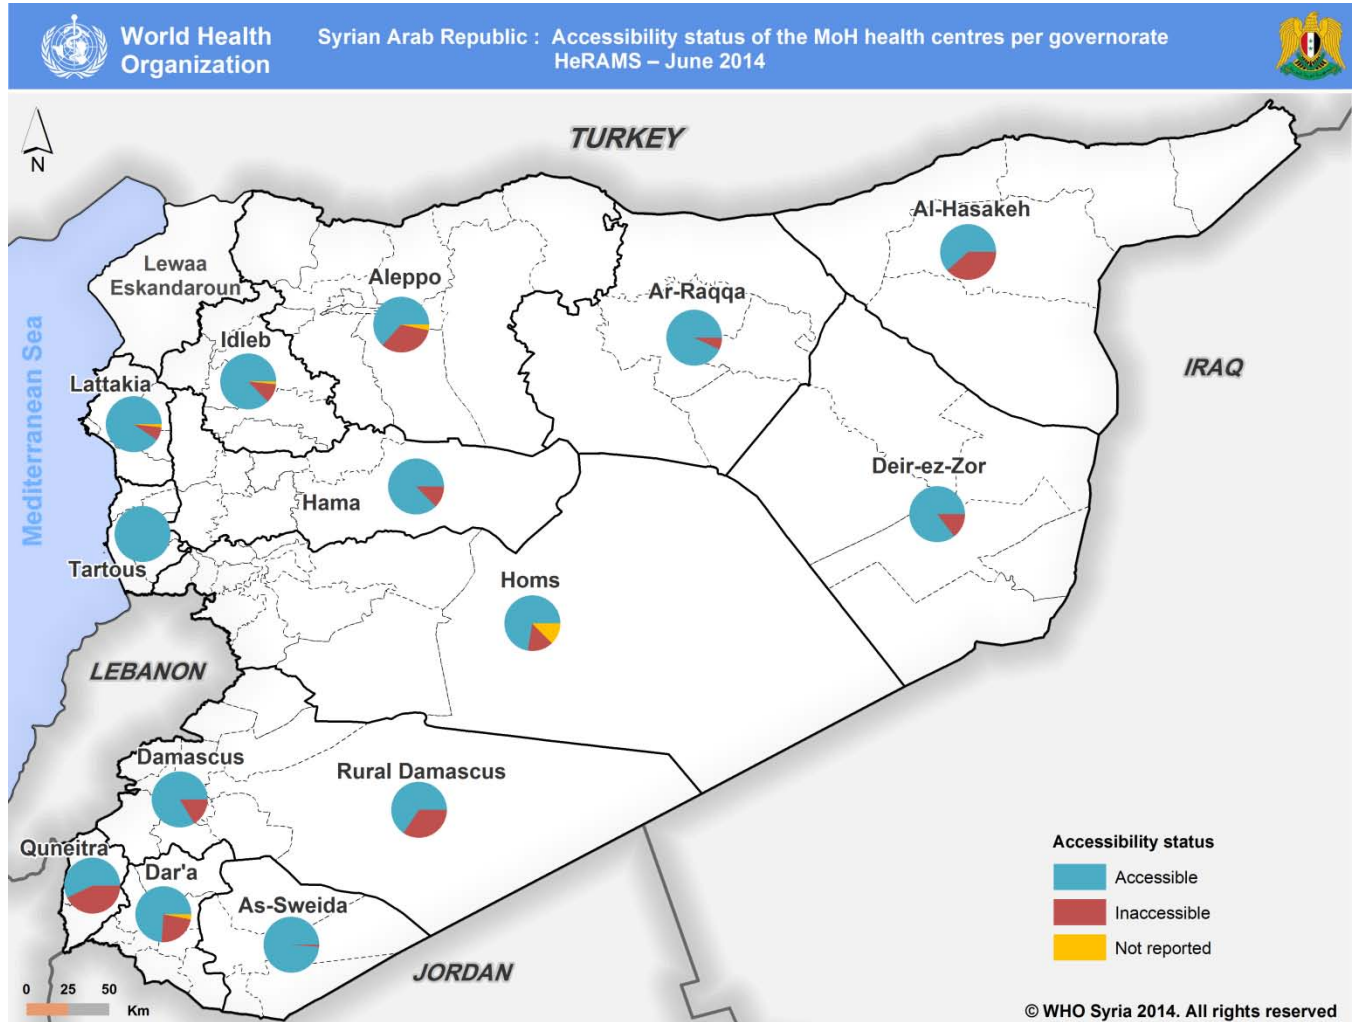 World Health
Organization
Syrian Arab Republic : Accessibility status of the MoH health centres per governorate
HeRAMS – June 2014
N
TURKEY
Al-Hasakeh
Lewaa
Eskandaroun
Aleppo
Ar-Raqqa
Idleb
Mediterranean Sea
IRAQ
Lattakia
Deir-ez-Zor
Hama
Tartous
Homs
LEBANON
Damascus
Rural Damascus
Quneitra
Dar'a
As-Sweida
JORDAN
Accessibility status
Accessible
Inaccessible
Not reported
0 25 50
Km
© WHO Syria 2014. All rights reserved